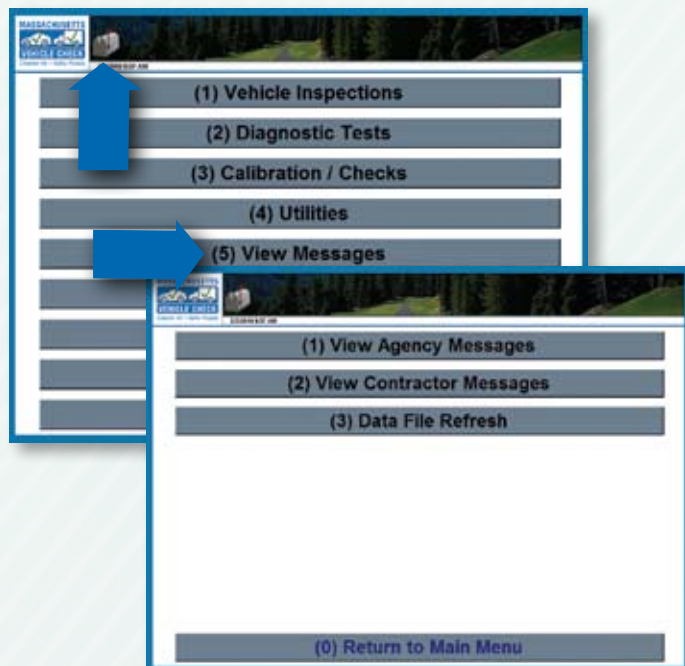 MASSACHUSETTS
VEHICLE CHECK
(1) Vehicle Inspections
(2) Diagnostic Tests
(3) Calibration / Checks
(4) Utilities
(5) View Messages
VEHICLE CHECK
(1) View Agency Messages
(2) View Contractor Messages
(3) Data File Refresh
(0) Return to Main Menu